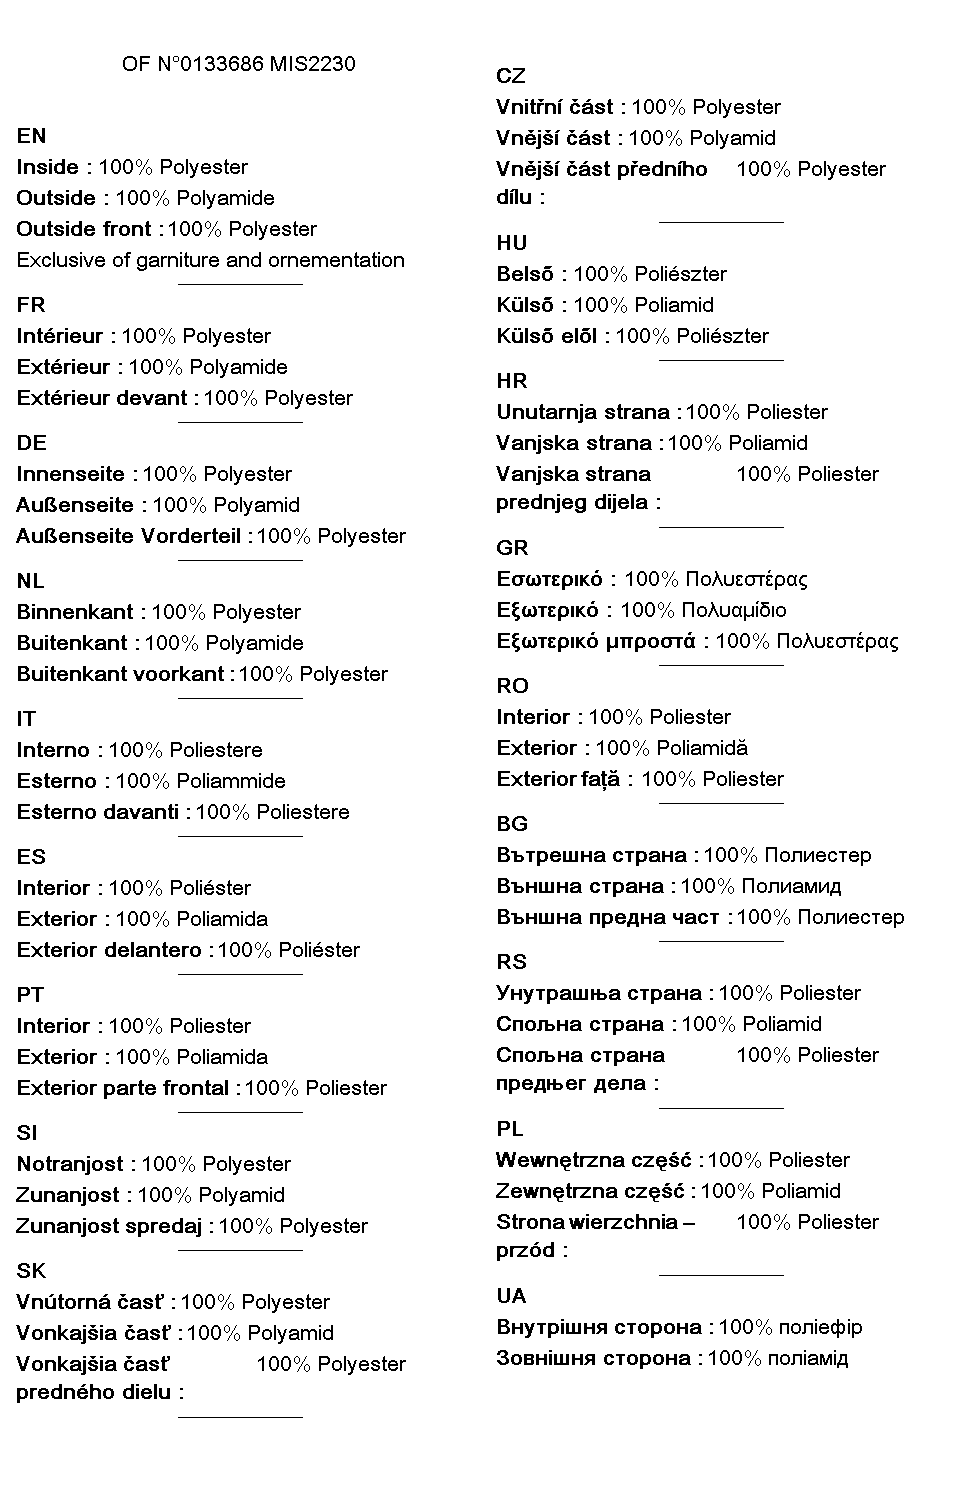 OF N°0133686 MIS2230
EN
Inside : 100% Polyester
Outside : 100% Polyamide
Outside front : 100% Polyester
Exclusive of garniture and ornementation
FR
Intérieur : 100% Polyester
Extérieur : 100% Polyamide
Extérieur devant : 100% Polyester
DE
Innenseite : 100% Polyester
Außenseite : 100% Polyamid
Außenseite Vorderteil : 100% Polyester
NL
Binnenkant : 100% Polyester
Buitenkant : 100% Polyamide
Buitenkant voorkant : 100% Polyester
IT
Interno : 100% Poliestere
Esterno : 100% Poliammide
Esterno davanti : 100% Poliestere
ES
Interior : 100% Poliéster
Exterior : 100% Poliamida
Exterior delantero : 100% Poliéster
PT
Interior : 100% Poliester
Exterior : 100% Poliamida
Exterior parte frontal : 100% Poliester
SI
Notranjost : 100% Polyester
Zunanjost : 100% Polyamid
Zunanjost spredaj : 100% Polyester
SK
Vnútorná časť : 100% Polyester
Vonkajšia časť : 100% Polyamid
Vonkajšia časť 100% Polyester
predného dielu :
CZ
Vnitřní část : 100% Polyester
Vnější část : 100% Polyamid
Vnější část předního 100% Polyester
dílu :
HU
Belsõ : 100% Poliészter
Külsõ : 100% Poliamid
Külsõ elõl : 100% Poliészter
HR
Unutarnja strana : 100% Poliester
Vanjska strana : 100% Poliamid
Vanjska strana 100% Poliester
prednjeg dijela :
GR
Εσωτερικό : 100% Πολυεστέρας
Εξωτερικό : 100% Πολυαμίδιο
Εξωτερικό μπροστά : 100% Πολυεστέρας
RO
Interior : 100% Poliester
Exterior : 100% Poliamidă
Exterior față : 100% Poliester
BG
Вътрешна страна : 100% Полиестер
Външна страна : 100% Полиамид
Външна предна част : 100% Полиестер
RS
Унутрашња страна : 100% Poliester
Спољна страна : 100% Poliamid
Спољна страна 100% Poliester
предњег дела :
PL
Wewnętrzna część : 100% Poliester
Zewnętrzna część : 100% Poliamid
Strona wierzchnia – 100% Poliester
przód :
UA
Внутрішня сторона : 100% поліефір
Зовнішня сторона : 100% поліамід